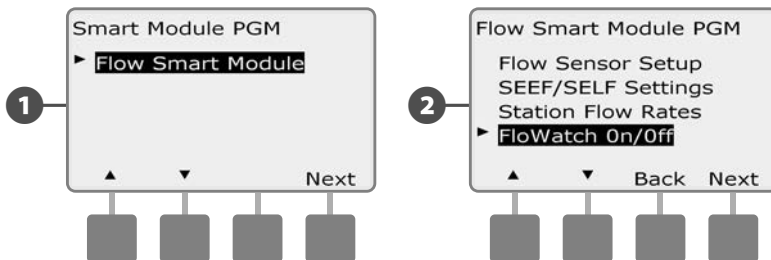 Smart Module PGM
Flow Smart Module
1
Next
Flow Smart Module PGM
Flow Sensor Setup
SEEF/SELF Settings
Station Flow Rates
FloWatch On/Off
2
Back Next